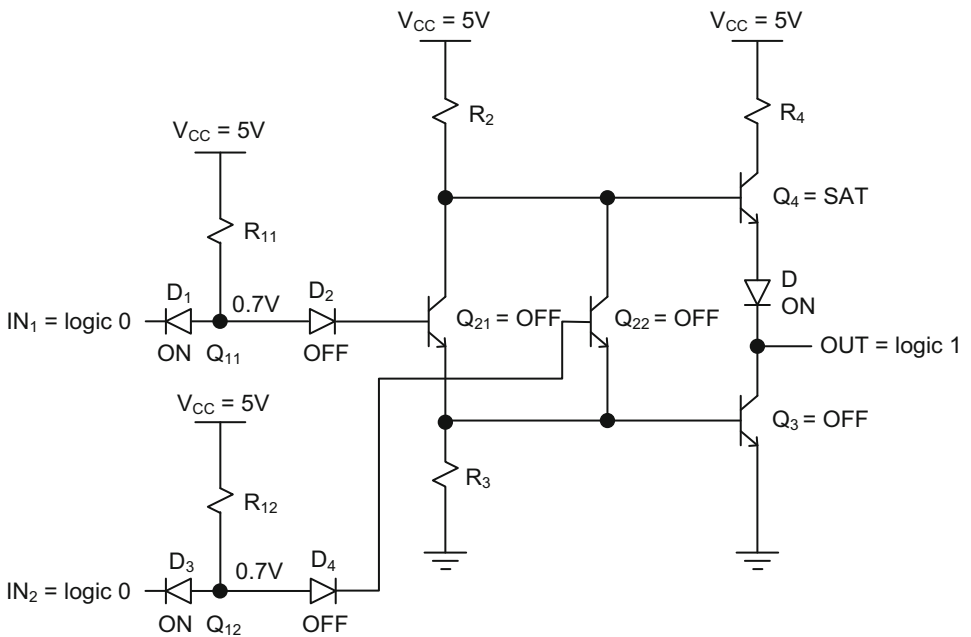 V_CC = 5V
V_CC = 5V
R_2
R_4
V_CC = 5V
Q_4 = SAT
R_11
D_1
0.7V
D_2
D
ON
IN_1 = logic 0
Q_21 = OFF
Q_22 = OFF
ON
Q_11
OFF
OUT = logic 1
V_CC = 5V
Q_3 = OFF
R_3
R_12
D_3
0.7V
D_4
IN_2 = logic 0
ON
Q_12
OFF